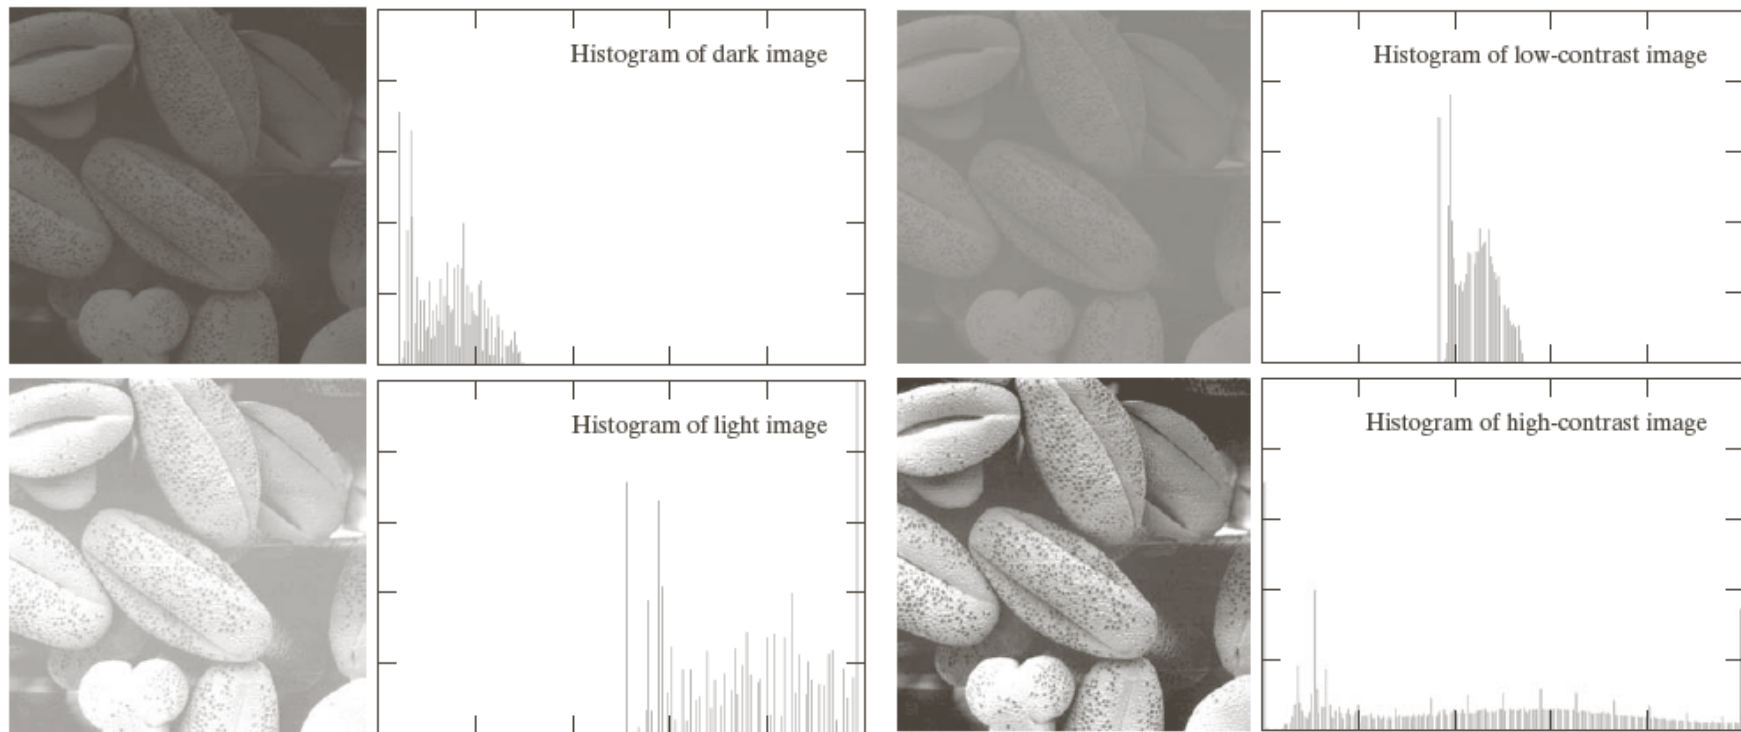 Histogram of dark image
Histogram of low-contrast image
Histogram of light image
Histogram of high-contrast image